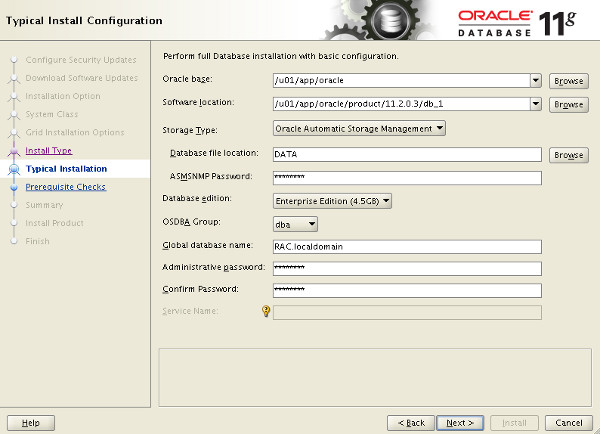 Typical Install Configuration
ORACLE
DATABASE 11g
Configure Security Updates
Download Software Updates
Installation Option
System Class
Grid Installation Options
Install Type
Typical Installation
Prerequisite Checks
Summary
Install Product
Finish
Perform full Database installation with basic configuration.
Oracle base: /u01/app/oracle Browse
Software location: /u01/app/oracle/product/11.2.0.3/db_1 Browse
Storage Type: Oracle Automatic Storage Management
Database file location: DATA Browse
ASMSNMP Password: ********
Database edition: Enterprise Edition (4.5GB)
OSDBA Group: dba
Global database name: RAC.localdomain
Administrative password: ********
Confirm Password: ********
Service Name:
Help < Back Next > Install Cancel